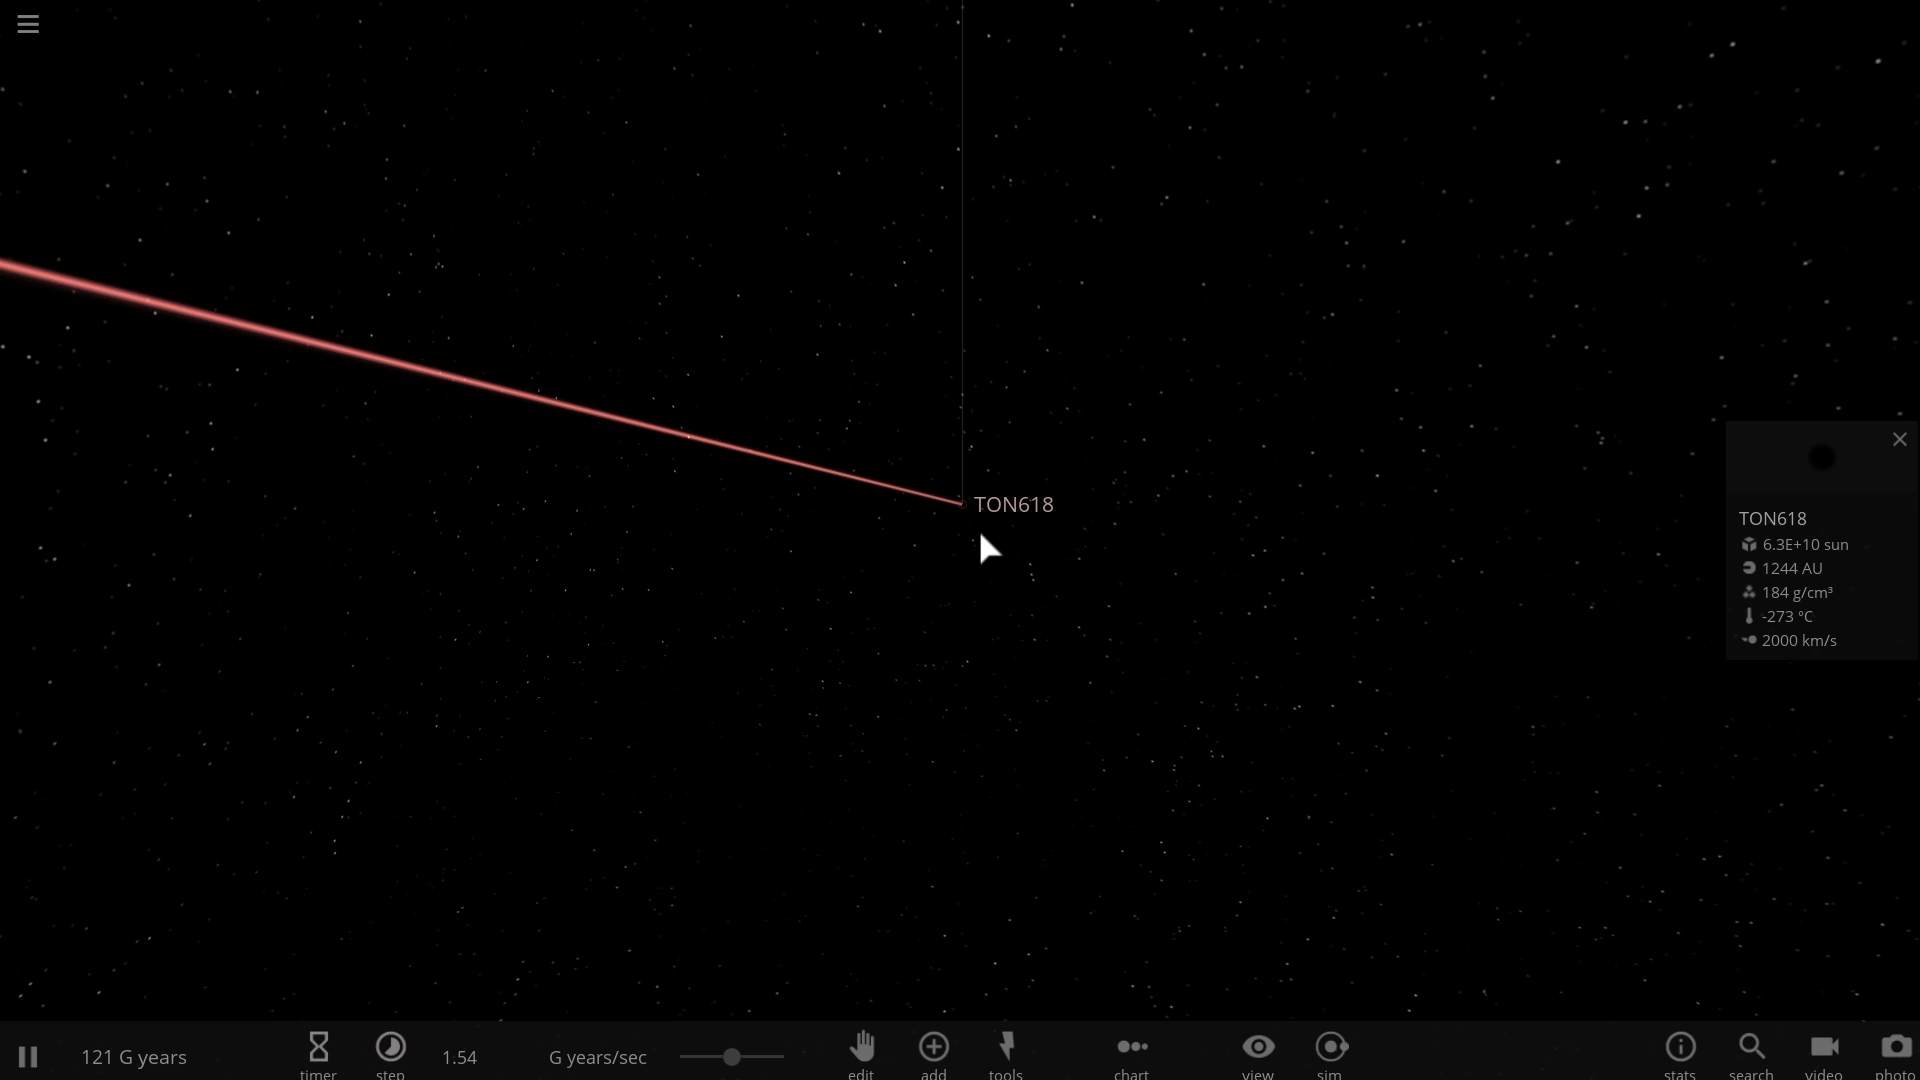 TON618
TON618
6.3E+10 sun
1244 AU
184 g/cm³
-273 °C
2000 km/s
121 G years
timer
step
1.54
G years/sec
edit
add
tools
chart
view
sim
stats
search
video
photo